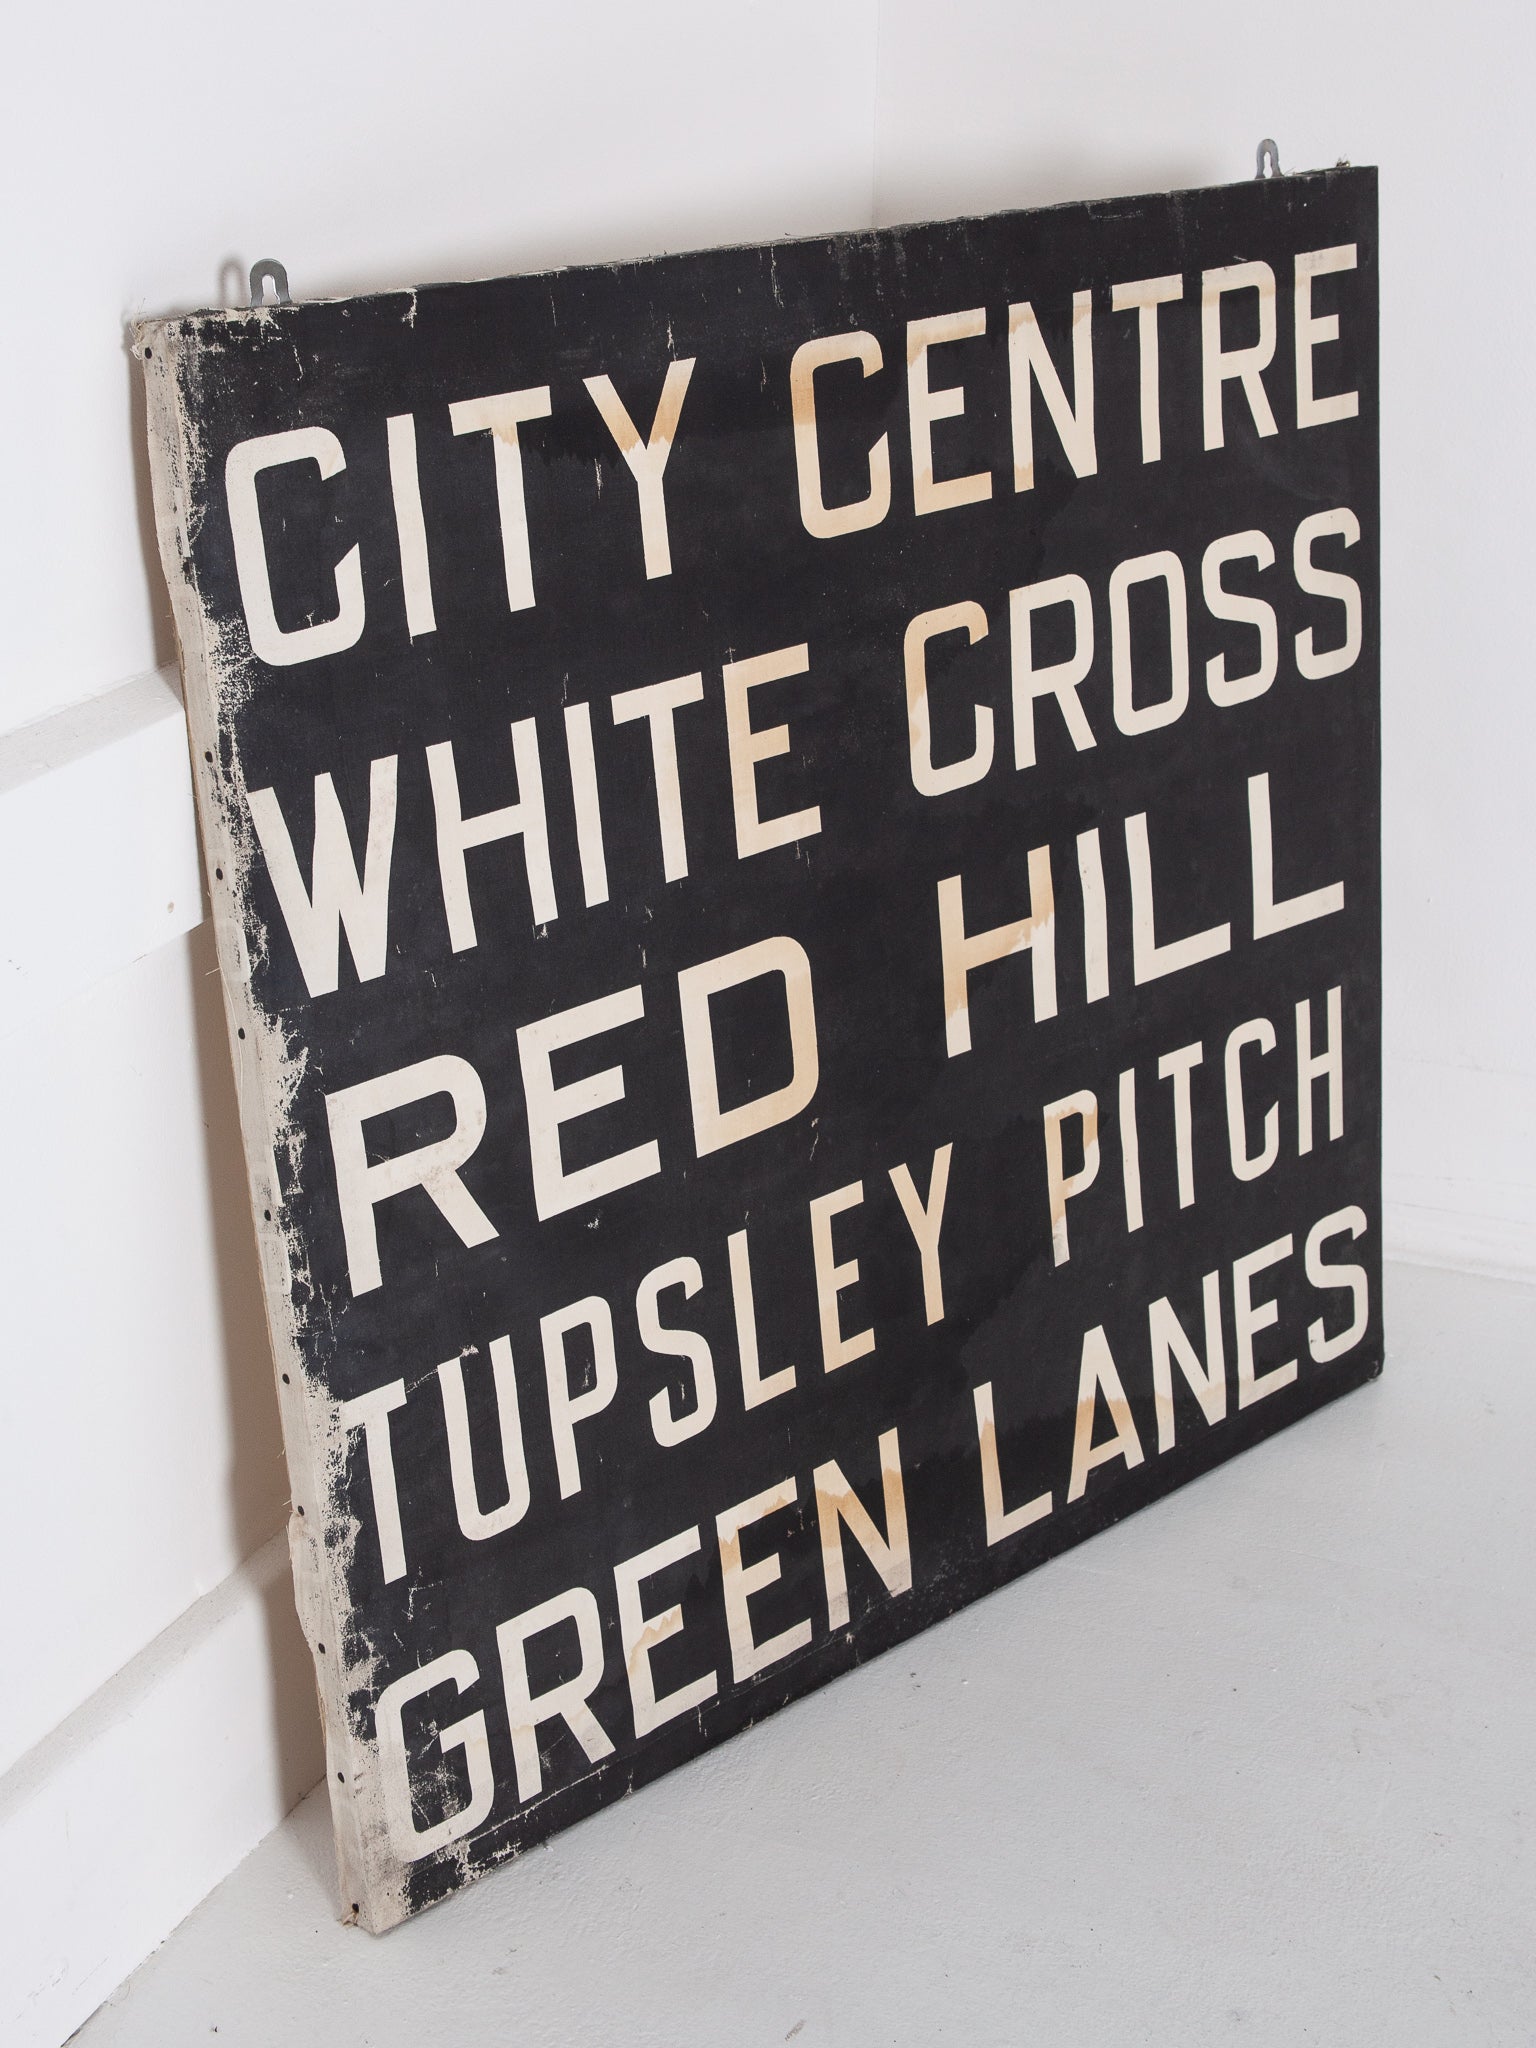 CITY CENTRE
WHITE CROSS
RED HILL
TUPSLEY PITCH
GREEN LANES